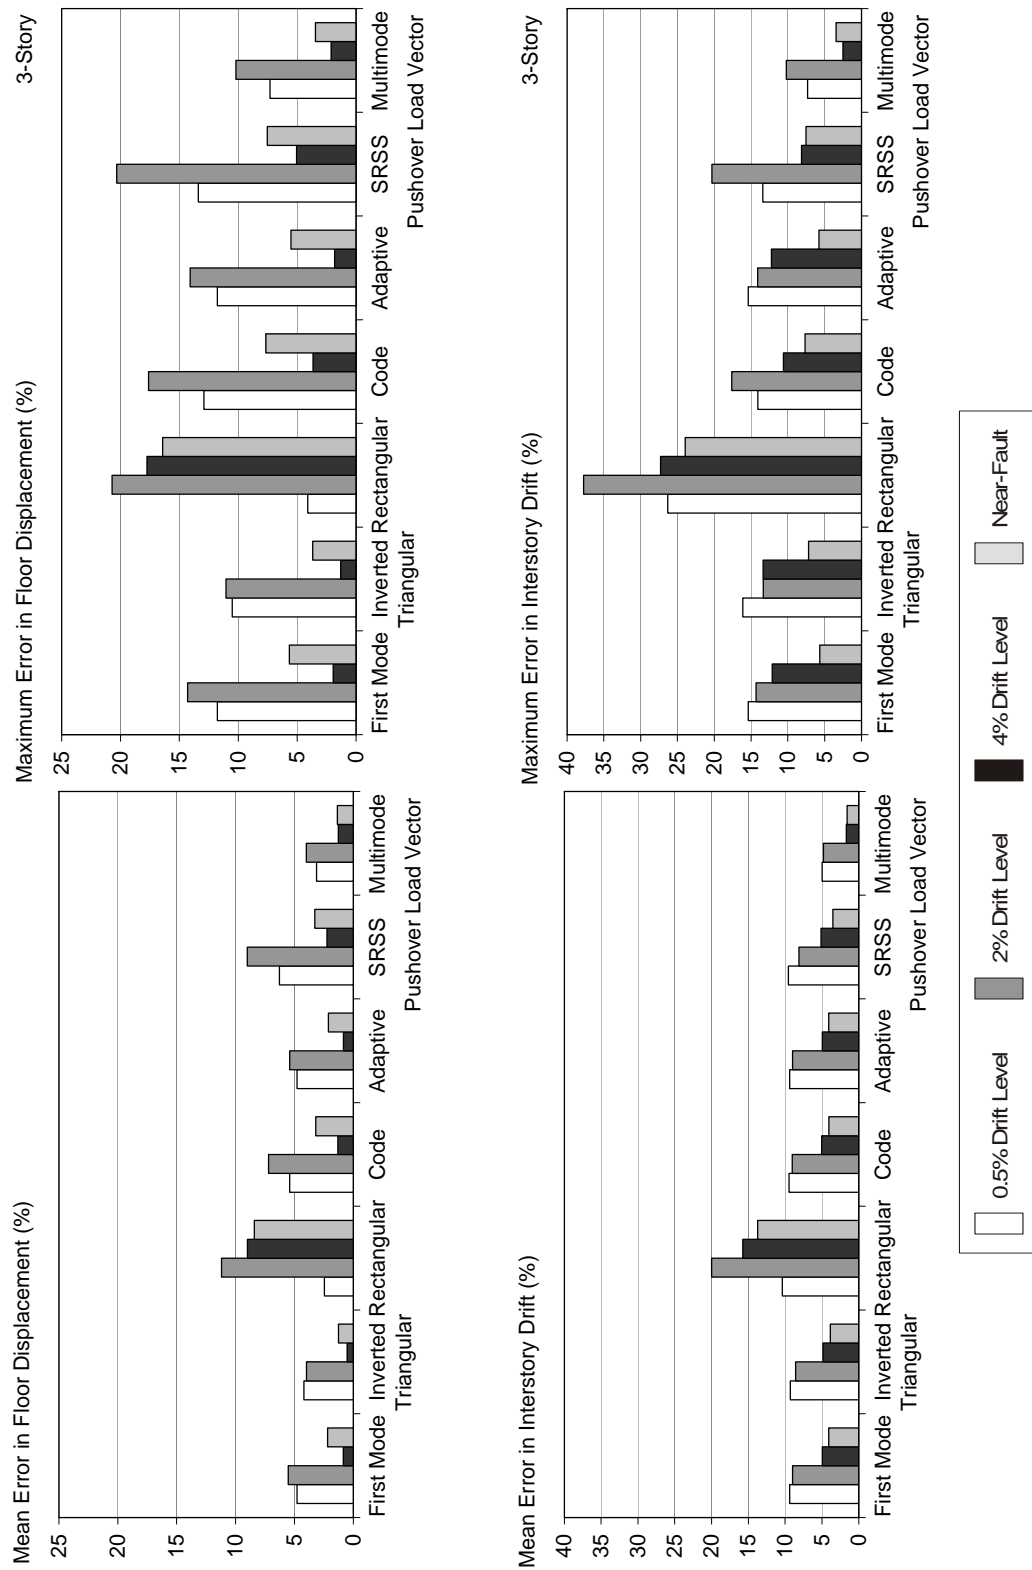 Mean Error in Floor Displacement (%)
25
20
15
10
5
0
First Mode Inverted Rectangular Code Adaptive SRSS Multimode
Triangular
Pushover Load Vector
Maximum Error in Floor Displacement (%)
3-Story
25
20
15
10
5
0
First Mode Inverted Rectangular Code Adaptive SRSS Multimode
Triangular
Pushover Load Vector
Mean Error in Interstory Drift (%)
40
35
30
25
20
15
10
5
0
First Mode Inverted Rectangular Code Adaptive SRSS Multimode
Triangular
Pushover Load Vector
Maximum Error in Interstory Drift (%)
3-Story
40
35
30
25
20
15
10
5
0
First Mode Inverted Rectangular Code Adaptive SRSS Multimode
Triangular
Pushover Load Vector
0.5% Drift Level 2% Drift Level 4% Drift Level Near-Fault